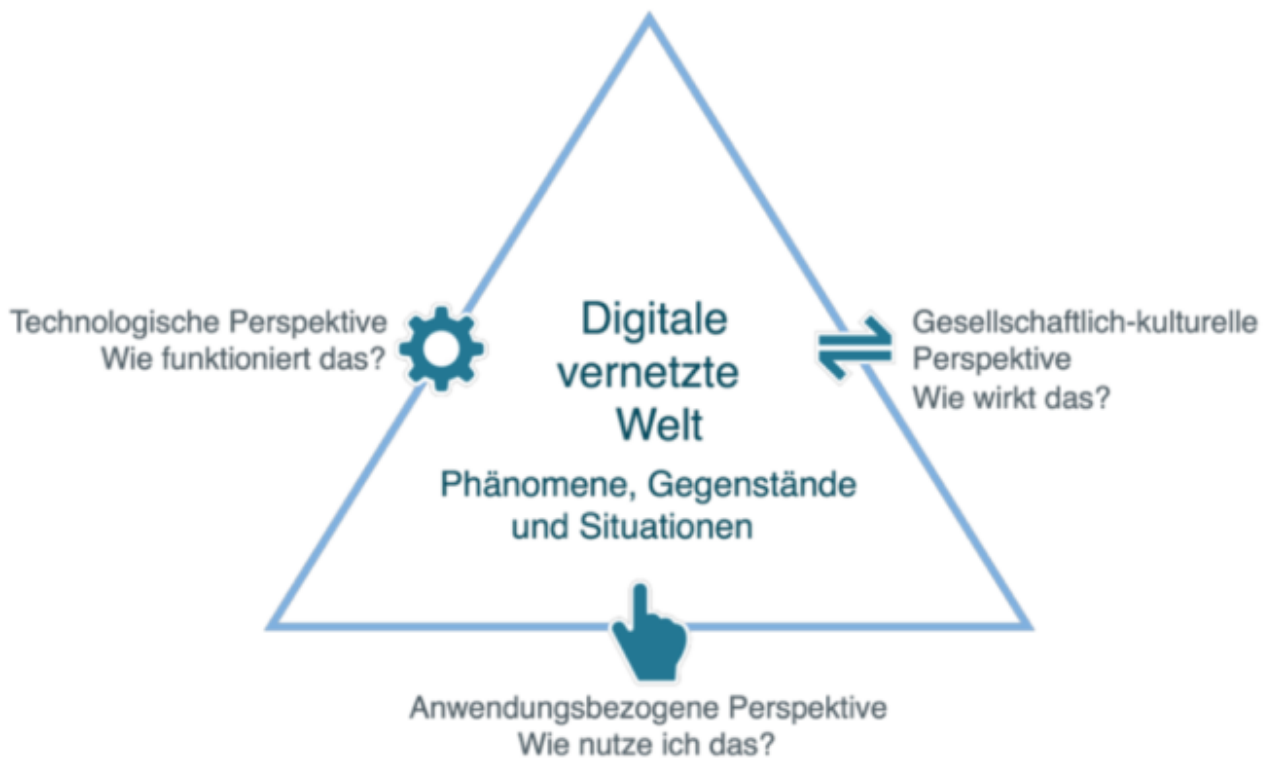 Technologische Perspektive
Wie funktioniert das?
Digitale
vernetzte
Welt
Phänomene, Gegenstände
und Situationen
Gesellschaftlich-kulturelle
Perspektive
Wie wirkt das?
Anwendungsbezogene Perspektive
Wie nutze ich das?